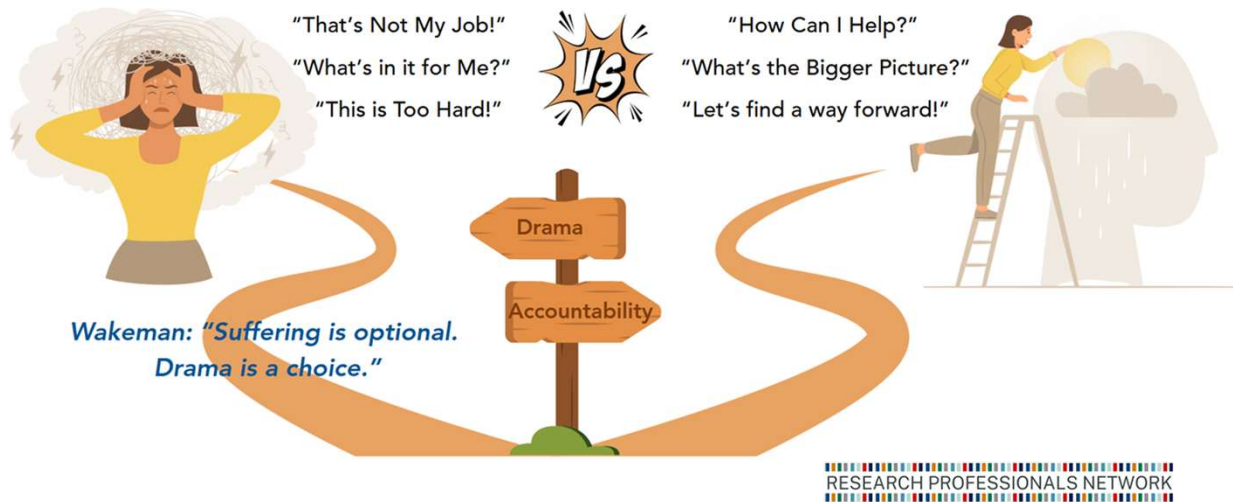 “That’s Not My Job!”
“What’s in it for Me?”
“This is Too Hard!”
VS
“How Can I Help?”
“What’s the Bigger Picture?”
“Let’s find a way forward!”
Drama
Accountability
Wakeman: “Suffering is optional.
Drama is a choice.”
RESEARCH PROFESSIONALS NETWORK